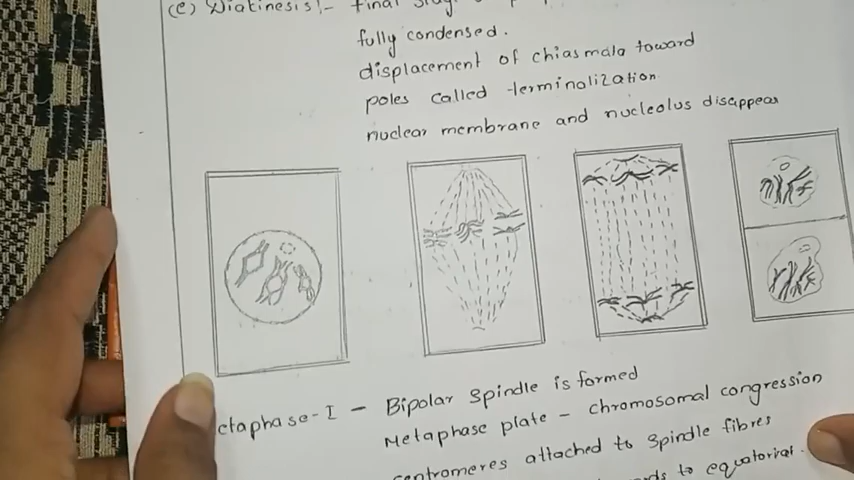 (e) Diakinesis:- final stag
fully condensed.
displacement of chiasmata toward
poles called terminalization
nuclear membrane and nucleolus disappear
etaphase-I - Bipolar spindle is formed
Metaphase plate - chromosomal congression
centromeres attached to spindle fibres
to equatorial.